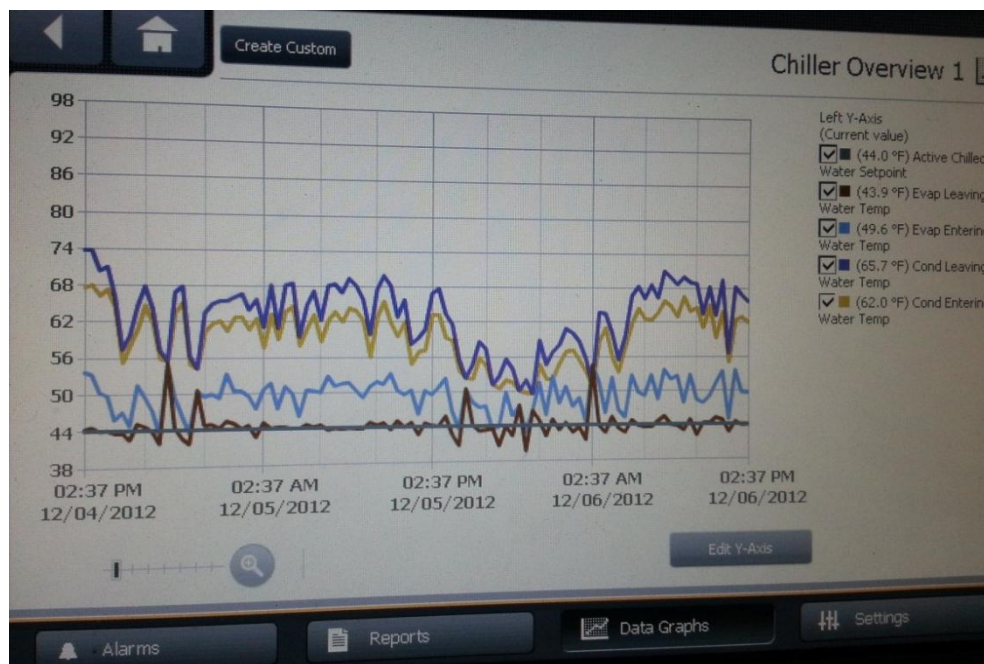 Create Custom
Chiller Overview 1
98
92
86
80
74
68
62
56
50
44
38
02:37 PM
12/04/2012
02:37 AM
12/05/2012
02:37 PM
12/05/2012
02:37 AM
12/06/2012
02:37 PM
12/06/2012
Left Y-Axis
(Current value)
(44.0 °F) Active Chilled
Water Setpoint
(43.9 °F) Evap Leaving
Water Temp
(49.6 °F) Evap Enterin
Water Temp
(65.7 °F) Cond Leaving
Water Temp
(62.0 °F) Cond Enterin
Water Temp
Edit Y-Axis
Alarms
Reports
Data Graphs
Settings